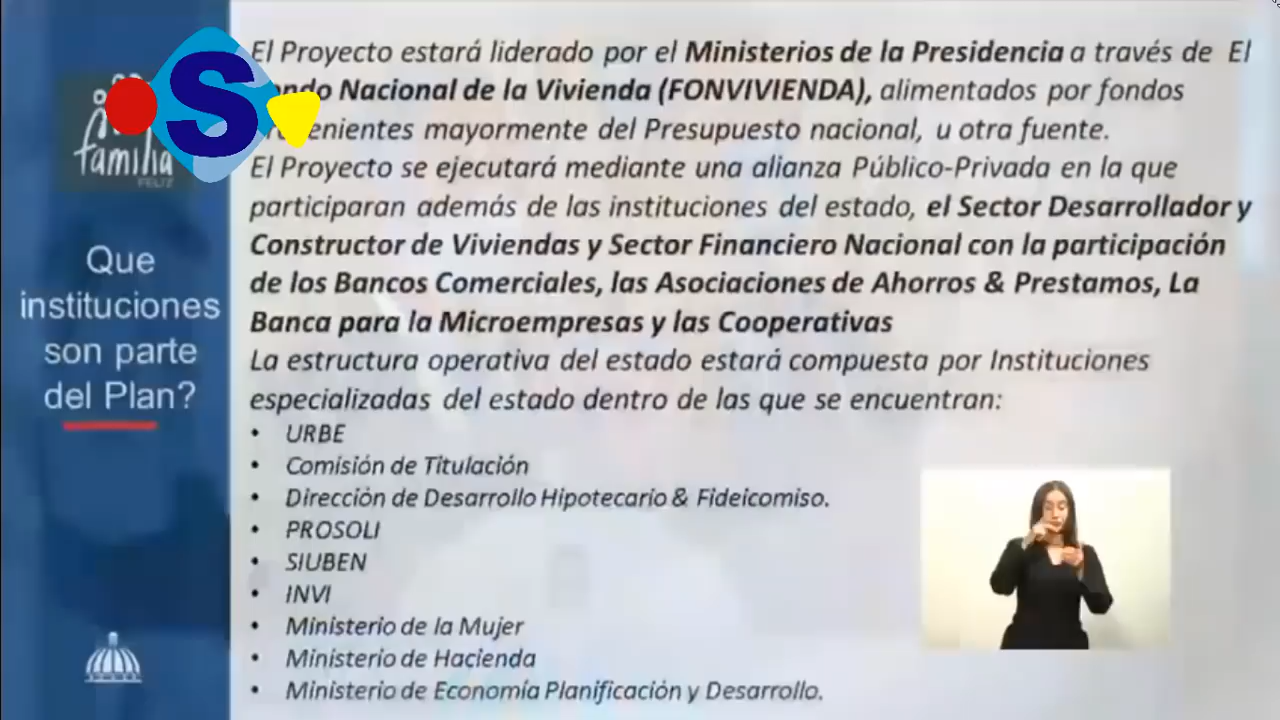 El Proyecto estará liderado por el Ministerios de la Presidencia a través de El
Nacional de la Vivienda (FONVIVIENDA), alimentados por fondos
mayormente del Presupuesto nacional, u otra fuente.
El Proyecto se ejecutará mediante una alianza Público-Privada en la que
participaran además de las instituciones del estado, el Sector Desarrollador y
Constructor de Viviendas y Sector Financiero Nacional con la participación
de los Bancos Comerciales, las Asociaciones de Ahorros & Prestamos, La
Banca para la Microempresas y las Cooperativas
La estructura operativa del estado estará compuesta por Instituciones
especializadas del estado dentro de las que se encuentran:
• URBE
• Comisión de Titulación
• Dirección de Desarrollo Hipotecario & Fideicomiso.
• PROSOLI
• SIUBEN
• INVI
• Ministerio de la Mujer
• Ministerio de Hacienda
• Ministerio de Economía Planificación y Desarrollo.
S
familia
FELIZ
Que
instituciones
son parte
del Plan?